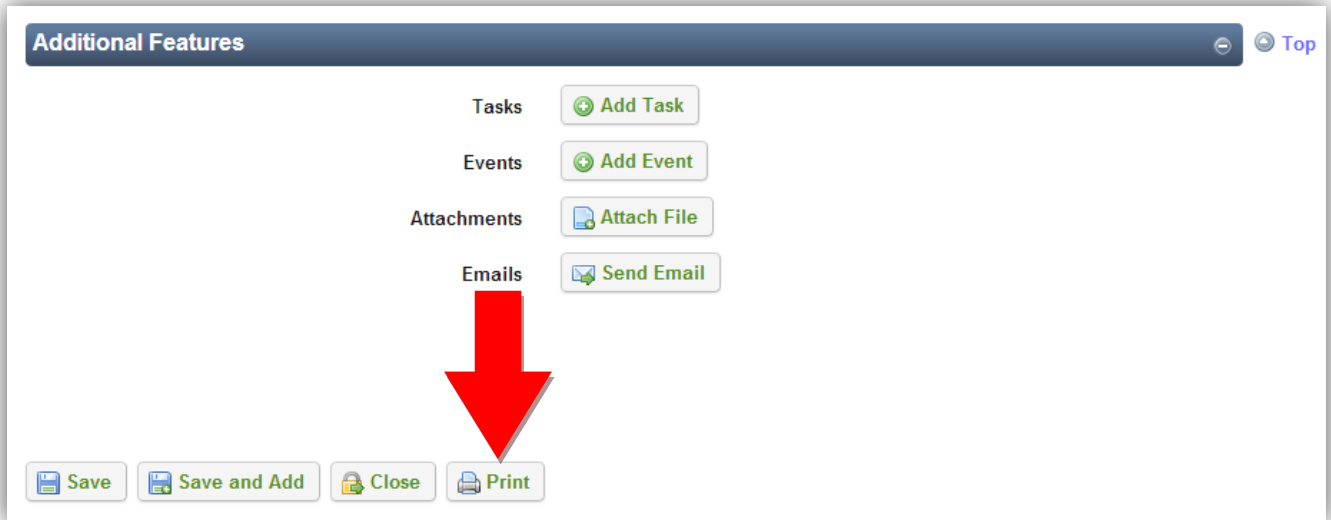 Additional Features
Top
Tasks Add Task
Events Add Event
Attachments Attach File
Emails Send Email
Save Save and Add Close Print